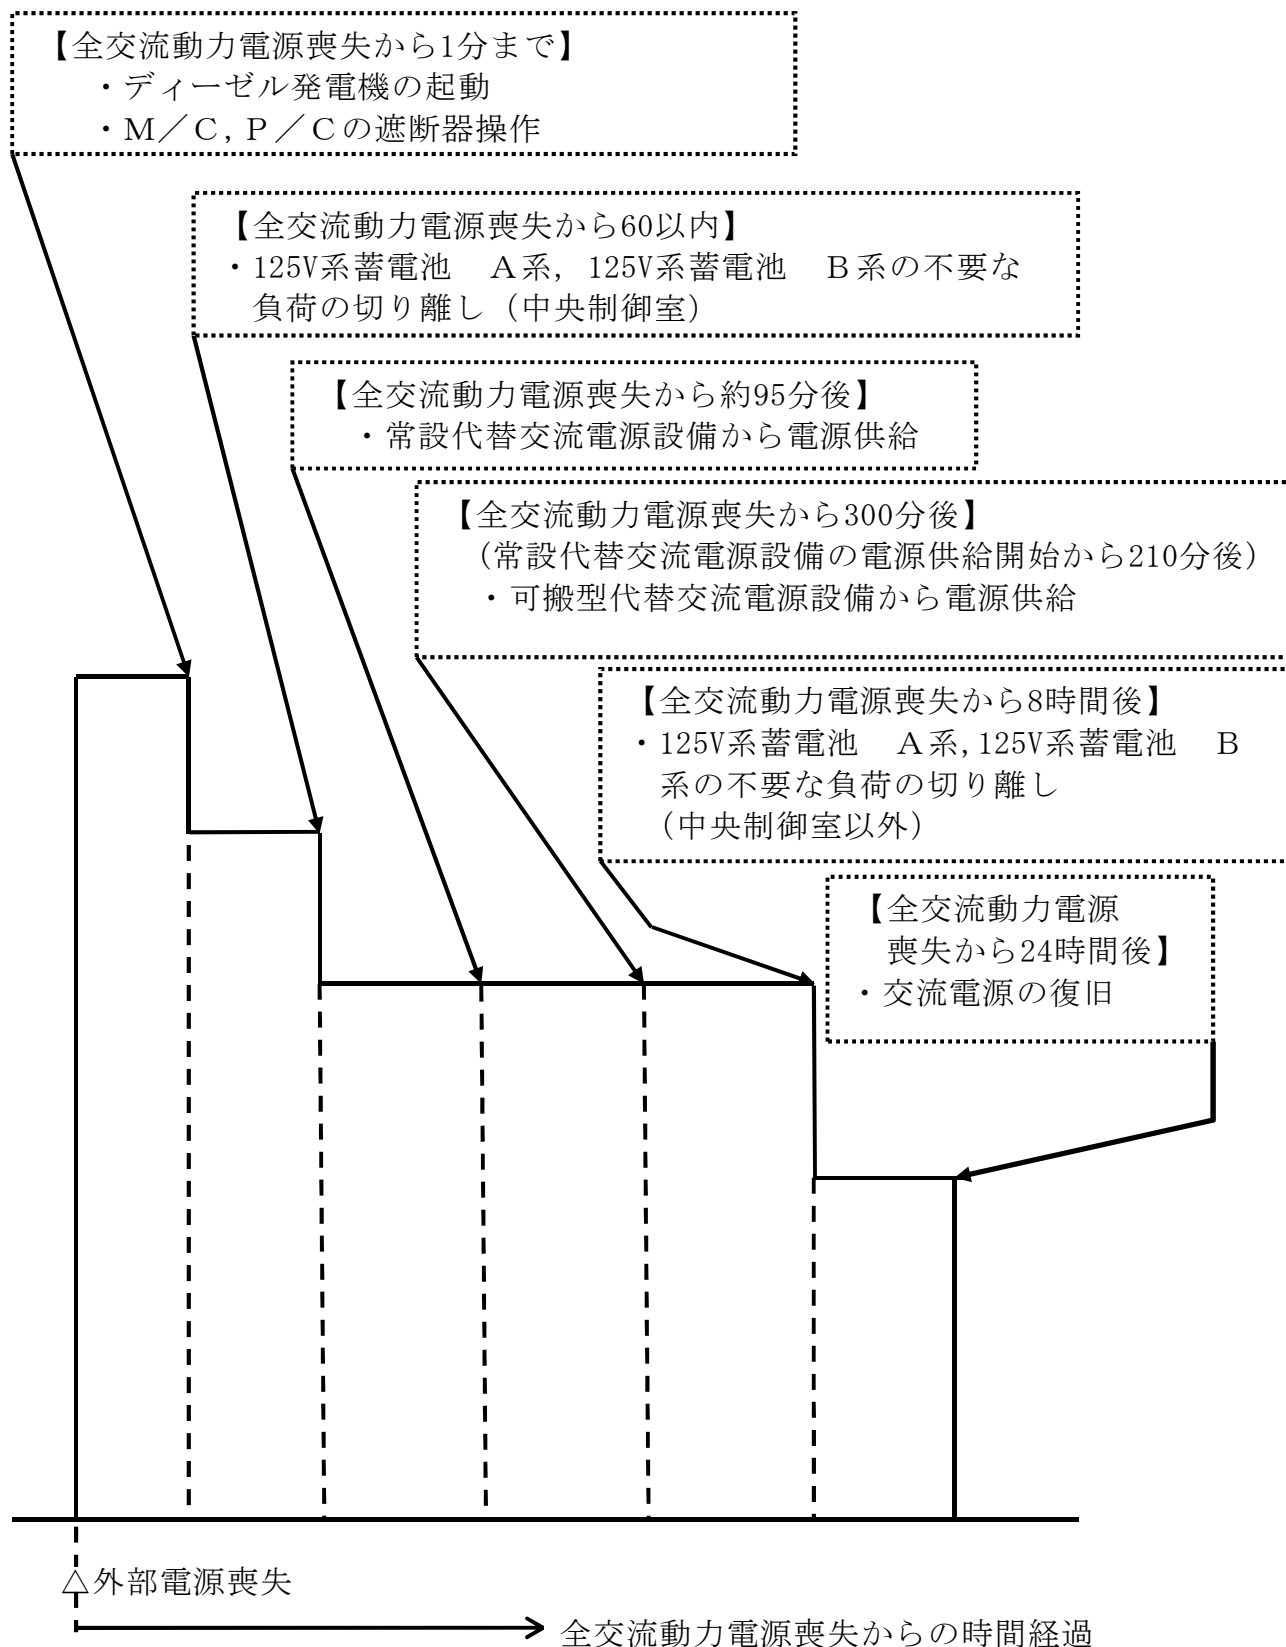 【全交流動力電源喪失から1分まで】
・ディーゼル発電機の起動
・M／C,P／Cの遮断器操作
【全交流動力電源喪失から60以内】
・125V系蓄電池　A系，125V系蓄電池　B系の不要な
負荷の切り離し（中央制御室）
【全交流動力電源喪失から約95分後】
・常設代替交流電源設備から電源供給
【全交流動力電源喪失から300分後】
（常設代替交流電源設備の電源供給開始から210分後）
・可搬型代替交流電源設備から電源供給
【全交流動力電源喪失から8時間後】
・125V系蓄電池　A系,125V系蓄電池　B
系の不要な負荷の切り離し
（中央制御室以外）
【全交流動力電源
喪失から24時間後】
・交流電源の復旧
△外部電源喪失
全交流動力電源喪失からの時間経過